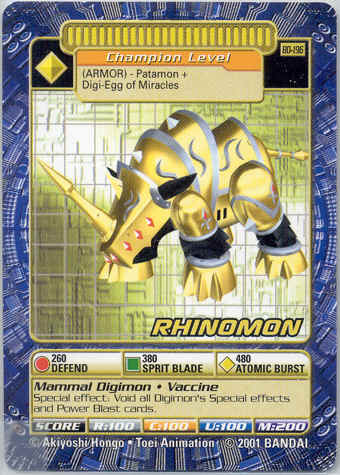 BO-196
Champion Level
(ARMOR) - Patamon +
Digi-Egg of Miracles
RHINOMON
260
DEFEND
380
SPRIT BLADE
480
ATOMIC BURST
Mammal Digimon • Vaccine
Special effect: Void all Digimon's Special effects
and Power Blast cards.
SCORE R:100 C:100 U:100 M:200
© Akiyoshi/Hongo • Toei Animation • © 2001 BANDAI